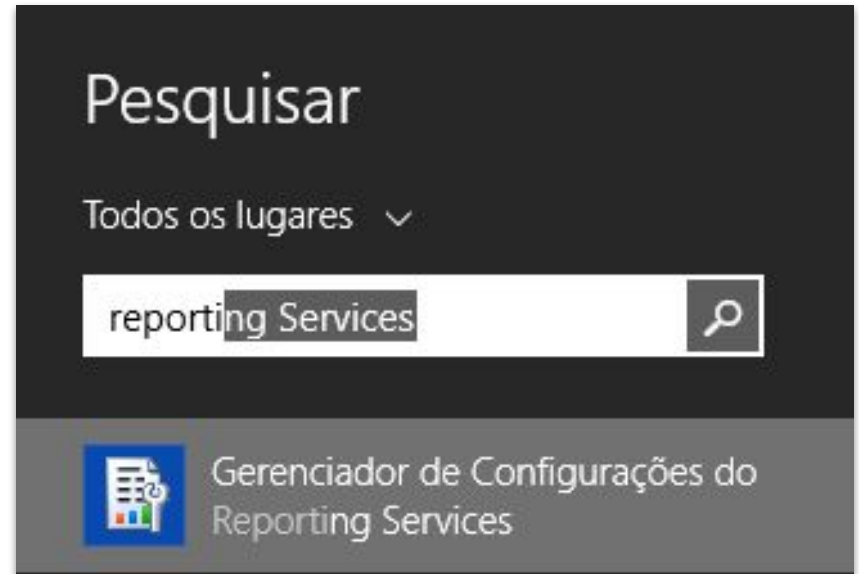 Pesquisar
Todos os lugares
reporting Services
Gerenciador de Configurações do
Reporting Services